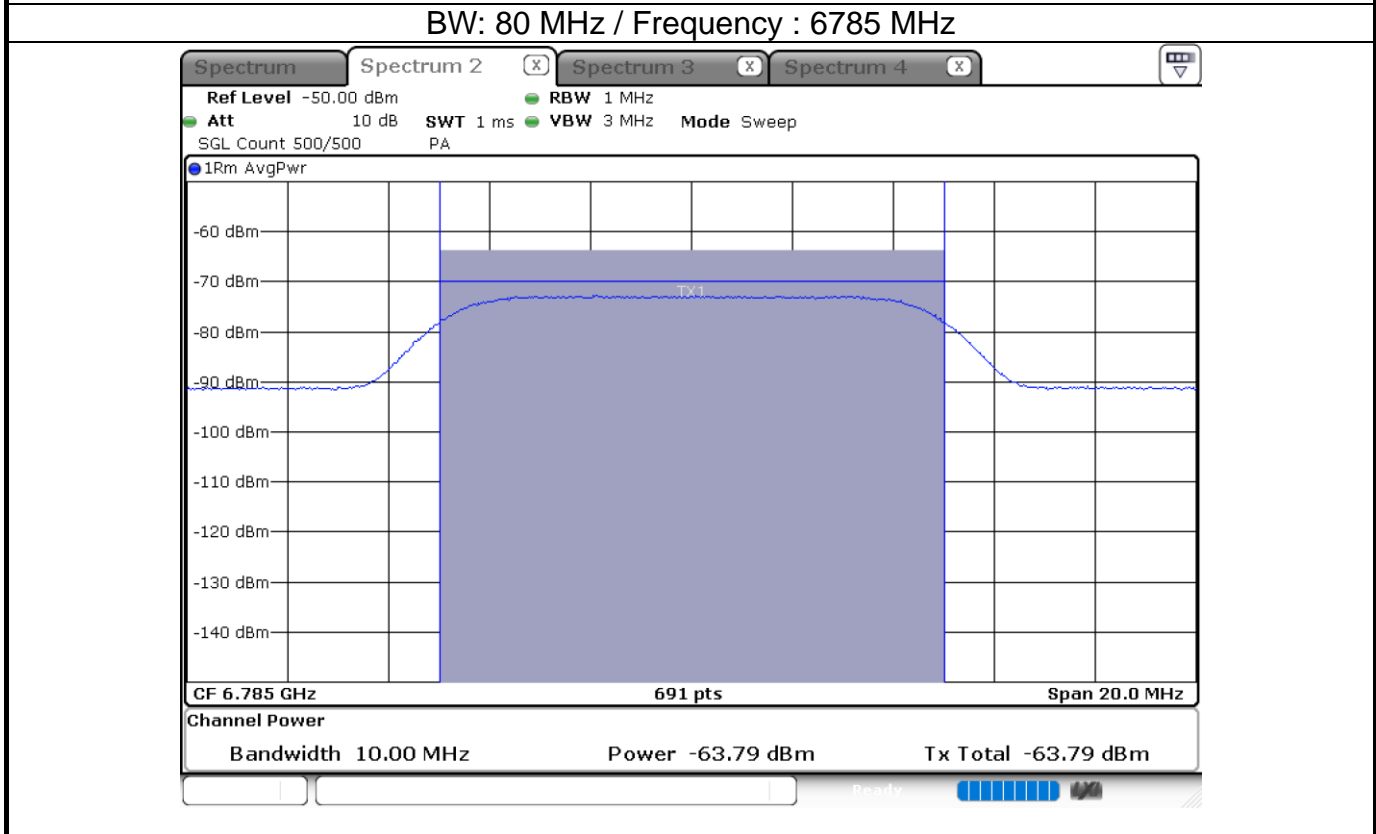 BW: 80 MHz / Frequency : 6785 MHz
Spectrum Spectrum 2 X Spectrum 3 X Spectrum 4 X
Ref Level -50.00 dBm RBW 1 MHz
Att 10 dB SWT 1 ms VBW 3 MHz Mode Sweep
SGL Count 500/500 PA
1Rm AvgPwr
-60 dBm
-70 dBm
TX1
-80 dBm
-90 dBm
-100 dBm
-110 dBm
-120 dBm
-130 dBm
-140 dBm
CF 6.785 GHz 691 pts Span 20.0 MHz
Channel Power
Bandwidth 10.00 MHz Power -63.79 dBm Tx Total -63.79 dBm
Ready